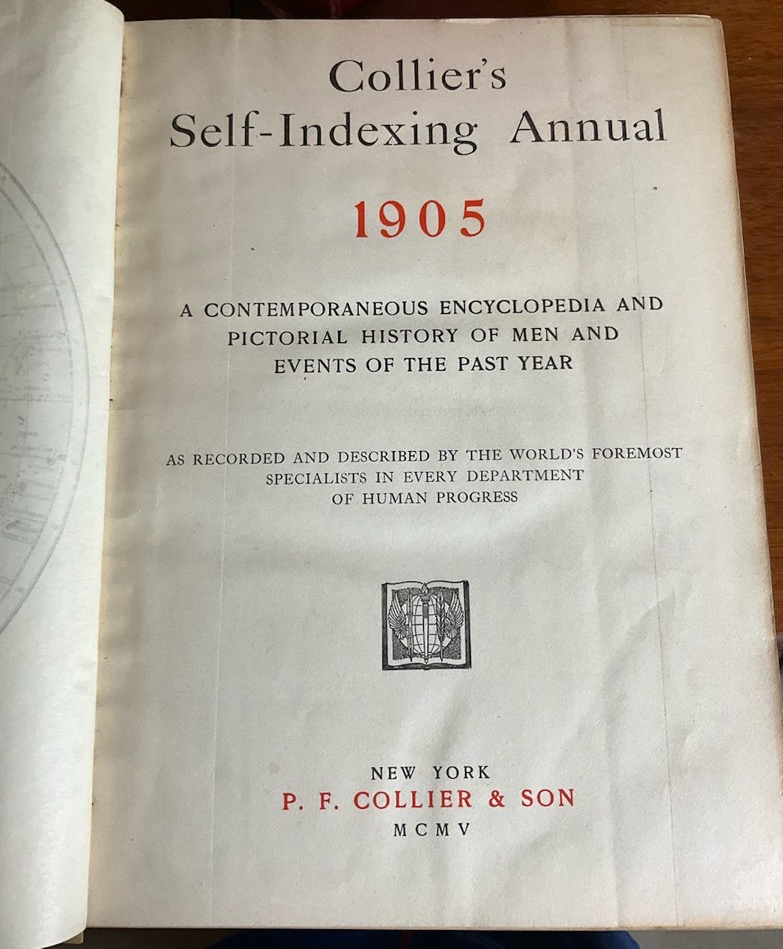 Collier's
Self-Indexing Annual
1905
A CONTEMPORANEOUS ENCYCLOPEDIA AND
PICTORIAL HISTORY OF MEN AND
EVENTS OF THE PAST YEAR
AS RECORDED AND DESCRIBED BY THE WORLD'S FOREMOST
SPECIALISTS IN EVERY DEPARTMENT
OF HUMAN PROGRESS
NEW YORK
P. F. COLLIER & SON
MCMV